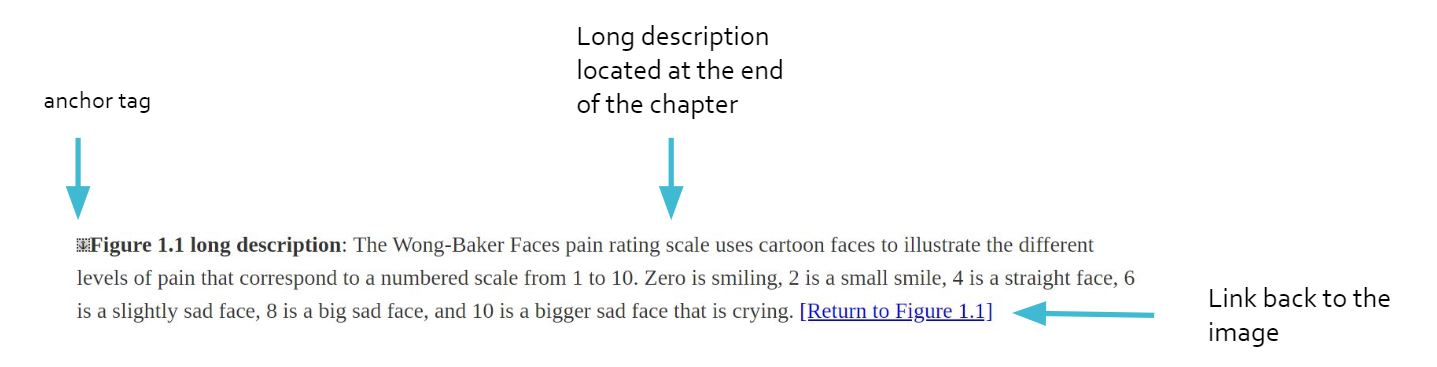 Long description
located at the end
of the chapter
anchor tag
Figure 1.1 long description: The Wong-Baker Faces pain rating scale uses cartoon faces to illustrate the different
levels of pain that correspond to a numbered scale from 1 to 10. Zero is smiling, 2 is a small smile, 4 is a straight face, 6
is a slightly sad face, 8 is a big sad face, and 10 is a bigger sad face that is crying. [Return to Figure 1.1]
Link back to the
image